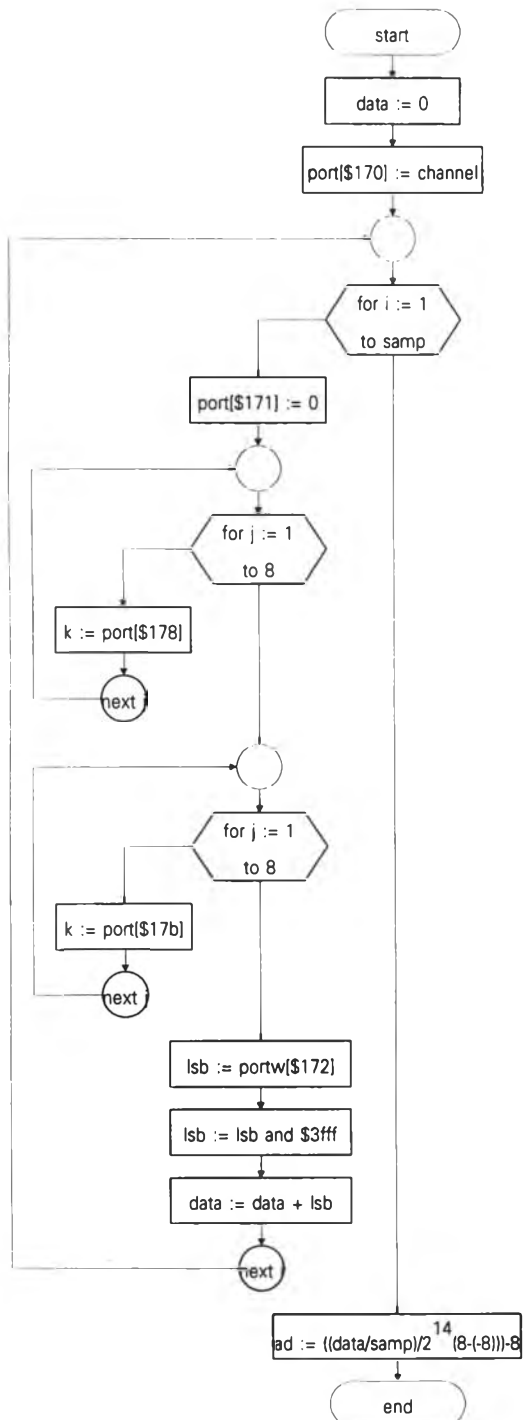 start
data := 0
port[$170] := channel
for i := 1
to samp
port[$171] := 0
for j := 1
to 8
k := port[$178]
next
for j := 1
to 8
k := port[$17b]
next
lsb := portw[$172]
lsb := lsb and $3fff
data := data + lsb
next
ad := ((data/samp)/2^14 (8-(-8)))-8
end